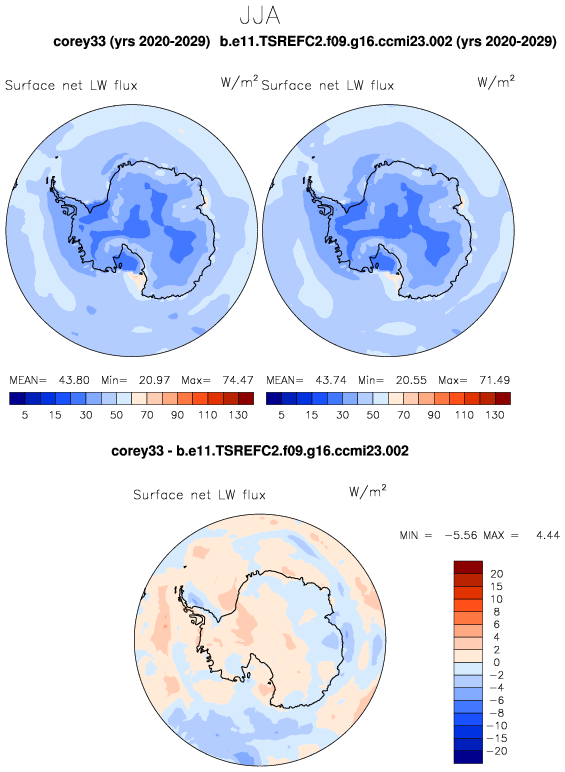 JJA
corey33 (yrs 2020-2029) b.e11.TSREFC2.f09.g16.ccmi23.002 (yrs 2020-2029)
Surface net LW flux W/m² Surface net LW flux W/m²
MEAN= 43.80 Min= 20.97 Max= 74.47 MEAN= 43.74 Min= 20.55 Max= 71.49
5 15 30 50 70 90 110 130 5 15 30 50 70 90 110 130
corey33 - b.e11.TSREFC2.f09.g16.ccmi23.002
Surface net LW flux W/m²
MIN = -5.56 MAX = 4.44
20
15
10
8
6
4
2
0
-2
-4
-6
-8
-10
-15
-20